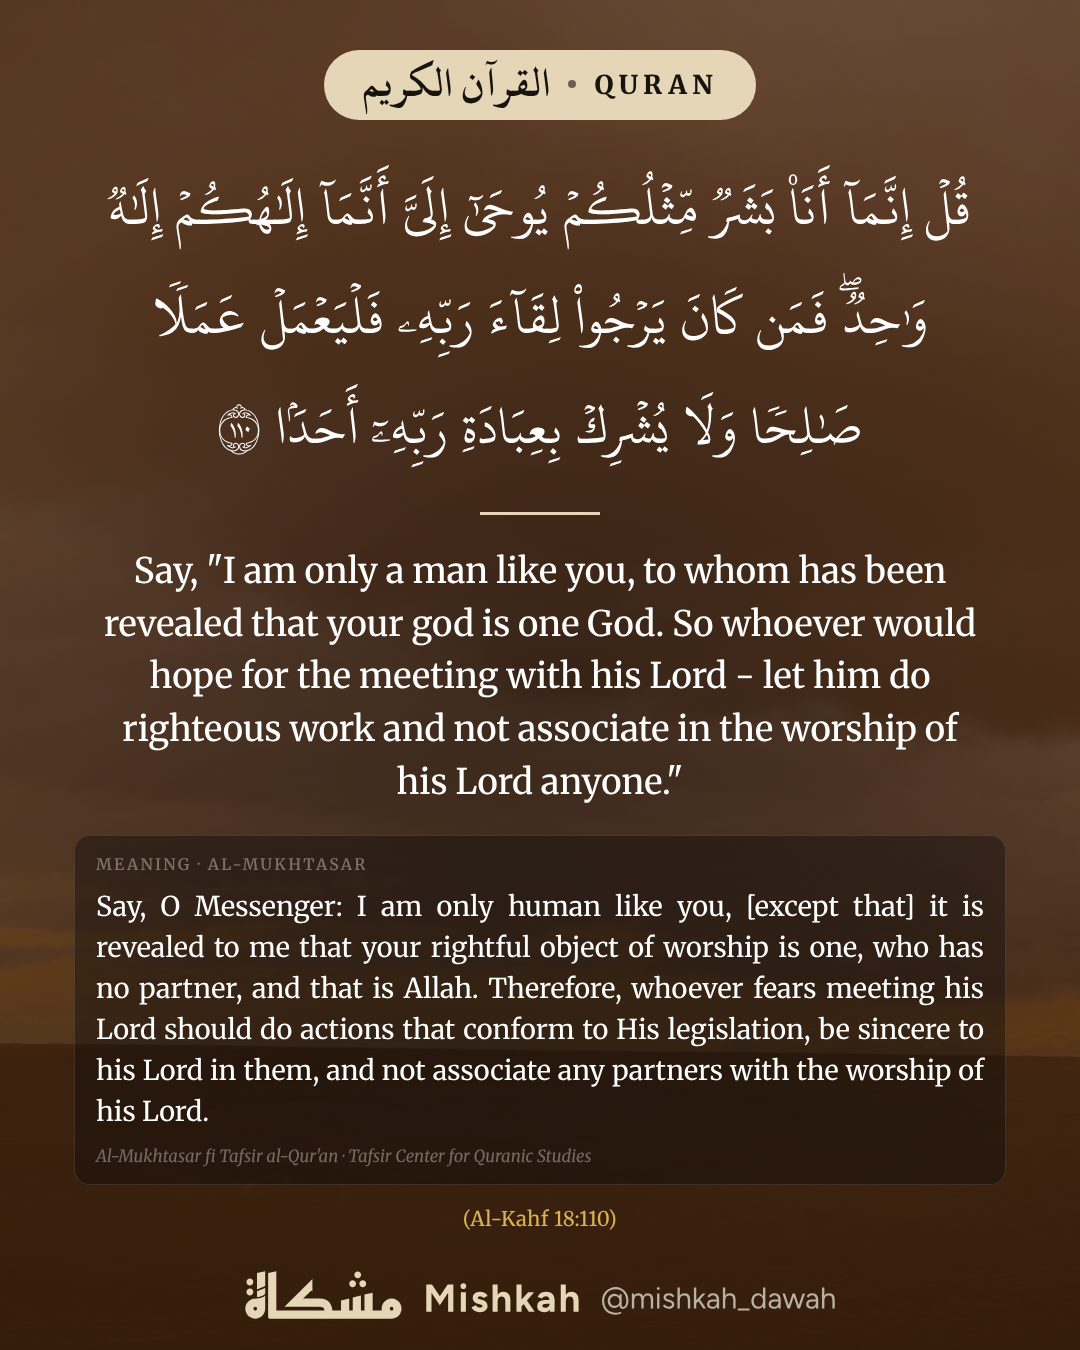 القرآن الكريم • QURAN
قُلۡ إِنَّمَآ أَنَا۠ بَشَرٞ مِّثۡلُكُمۡ يُوحَىٰٓ إِلَيَّ أَنَّمَآ إِلَٰهُكُمۡ إِلَٰهٞ
وَٰحِدٞۖ فَمَن كَانَ يَرۡجُواْ لِقَآءَ رَبِّهِۦ فَلۡيَعۡمَلۡ عَمَلٗا
صَٰلِحٗا وَلَا يُشۡرِكۡ بِعِبَادَةِ رَبِّهِۦٓ أَحَدَۢا ١١٠
Say, "I am only a man like you, to whom has been
revealed that your god is one God. So whoever would
hope for the meeting with his Lord - let him do
righteous work and not associate in the worship of
his Lord anyone."
MEANING · AL-MUKHTASAR
Say, O Messenger: I am only human like you, [except that] it is
revealed to me that your rightful object of worship is one, who has
no partner, and that is Allah. Therefore, whoever fears meeting his
Lord should do actions that conform to His legislation, be sincere to
his Lord in them, and not associate any partners with the worship of
his Lord.
Al-Mukhtasar fi Tafsir al-Qur'an · Tafsir Center for Quranic Studies
(Al-Kahf 18:110)
مشكاة Mishkah @mishkah_dawah